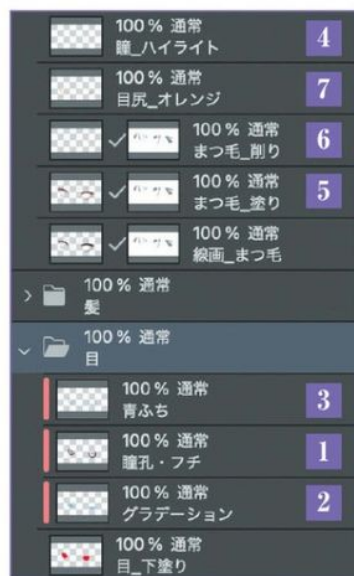 100% 通常
瞳_ハイライト
4
100% 通常
目尻_オレンジ
7
100% 通常
まつ毛_削り
6
100% 通常
まつ毛_塗り
5
100% 通常
線画_まつ毛
100% 通常
髪
100% 通常
目
100% 通常
青ふち
3
100% 通常
瞳孔・フチ
1
100% 通常
グラデーション
2
100% 通常
目_下塗り